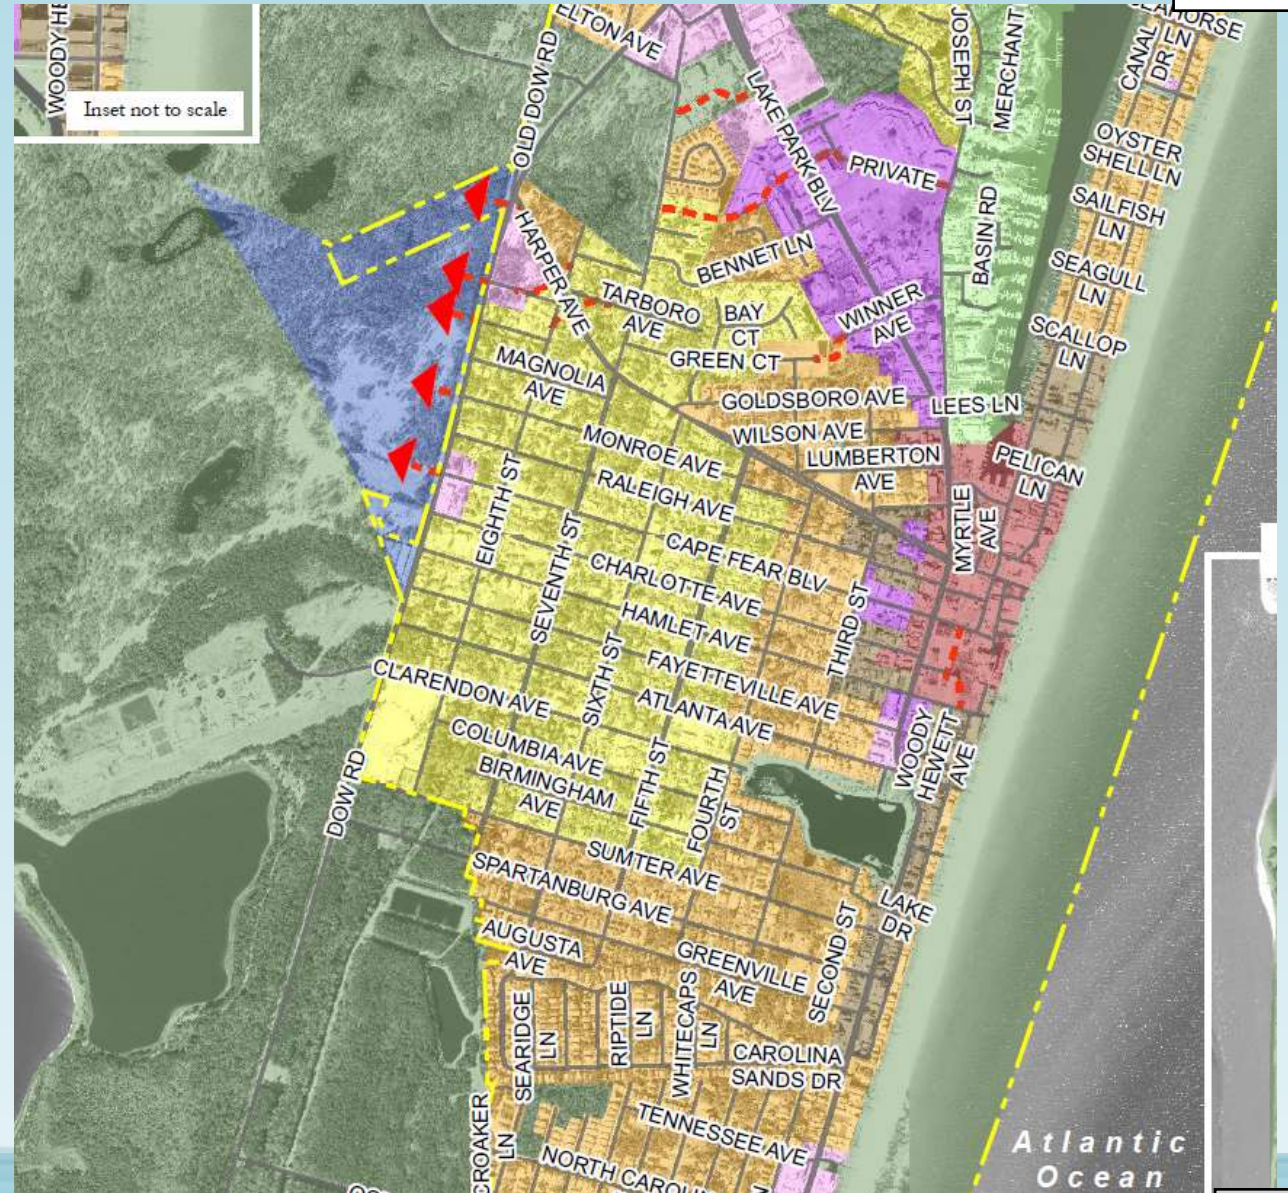 WOODY HE
Inset not to scale
ELTON AVE
OLD DOW RD
LAKE PARK BLV
JOSEPH ST
MERCHANT
CANAL
DR
LN
OYSTER
SHELL LN
PRIVATE
SAILFISH
LN
BASIN RD
SEAGULL
LN
HARPER AVE
BENNET LN
TARBORO
AVE
BAY
CT
WINNER
AVE
SCALLOP
LN
GREEN CT
MAGNOLIA
AVE
GOLDSBORO AVE
LEES LN
WILSON AVE
MONROE AVE
LUMBERTON
AVE
PELICAN
LN
RALEIGH AVE
EIGHTH ST
MYRTLE
AVE
SEVENTH ST
CAPE FEAR BLV
CHARLOTTE AVE
HAMLET AVE
THIRD ST
FAYETTEVILLE AVE
SIXTH ST
CLARENDON AVE
ATLANTA AVE
WOODY
HEWETT
AVE
COLUMBIA AVE
BIRMINGHAM
AVE
FIFTH ST
FOURTH
ST
DOW RD
SUMTER AVE
SPARTANBURG AVE
LAKE
DR
AUGUSTA
AVE
GREENVILLE
AVE
SECOND ST
SEARIDGE
LN
RIPTIDE
LN
WHITECAPS
LN
CAROLINA
SANDS DR
CROAKER
LN
TENNESSEE AVE
NORTH CAROLIN
Atlantic
Ocean